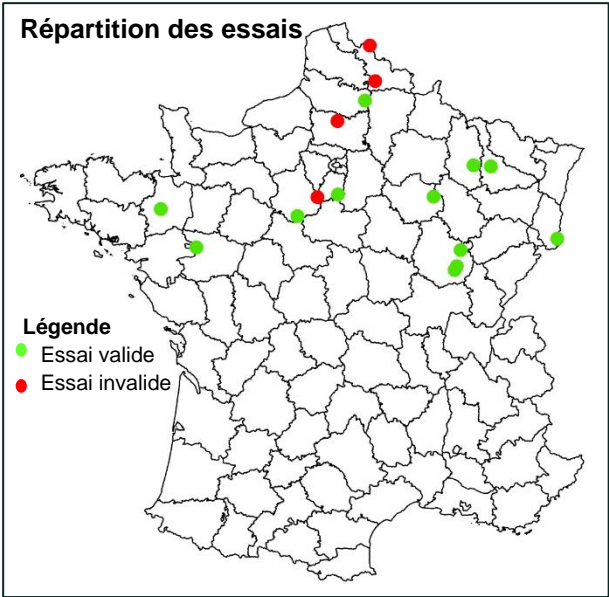 Répartition des essais
Légende
Essai valide
Essai invalide